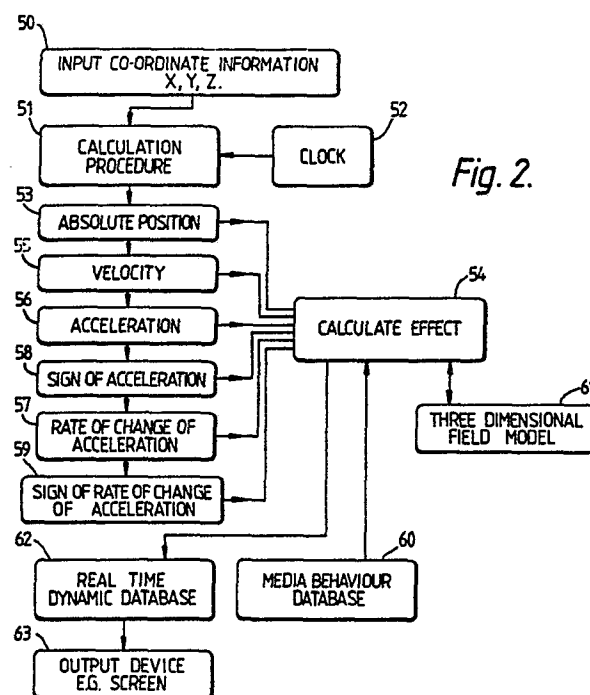 50
INPUT CO-ORDINATE INFORMATION
X, Y, Z.
51
CALCULATION
PROCEDURE
52
CLOCK
Fig. 2.
53
ABSOLUTE POSITION
55
VELOCITY
54
CALCULATE EFFECT
56
ACCELERATION
58
SIGN OF ACCELERATION
57
RATE OF CHANGE OF
ACCELERATION
61
THREE DIMENSIONAL
FIELD MODEL
59
SIGN OF RATE OF CHANGE
OF ACCELERATION
62
REAL TIME
DYNAMIC DATABASE
60
MEDIA BEHAVIOUR
DATABASE
63
OUTPUT DEVICE
E.G. SCREEN